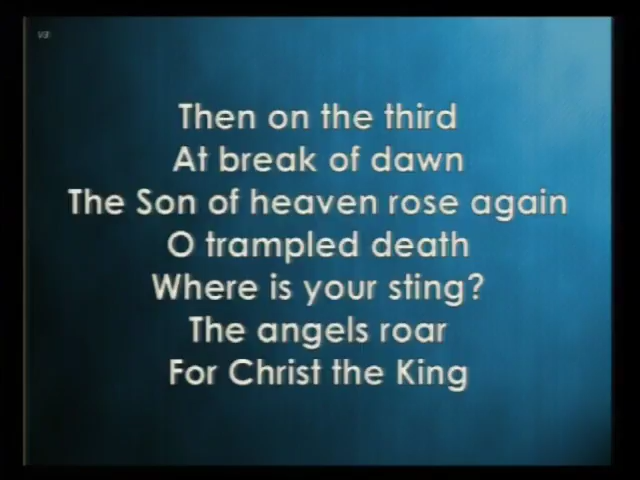 V3
Then on the third
At break of dawn
The Son of heaven rose again
O trampled death
Where is your sting?
The angels roar
For Christ the King